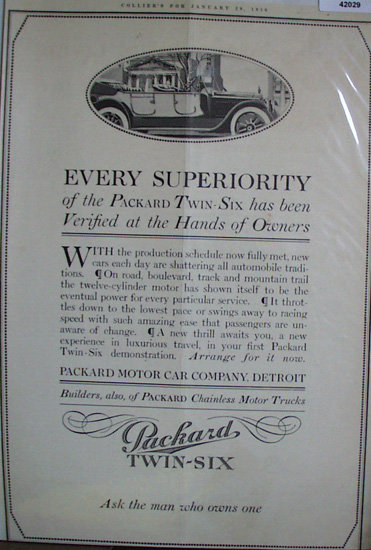 COLLIER'S FOR JANUARY 29, 1916
42029
EVERY SUPERIORITY
of the PACKARD TWIN-SIX has been
Verified at the Hands of Owners
WITH the production schedule now fully met, new
cars each day are shattering all automobile tradi-
tions. ¶On road, boulevard, track and mountain trail
the twelve-cylinder motor has shown itself to be the
eventual power for every particular service. ¶It throt-
tles down to the lowest pace or swings away to racing
speed with such amazing ease that passengers are un-
aware of change. ¶A new thrill awaits you, a new
experience in luxurious travel, in your first Packard
Twin-Six demonstration. Arrange for it now.
PACKARD MOTOR CAR COMPANY, DETROIT
Builders, also, of PACKARD Chainless Motor Trucks
Packard
TWIN-SIX
Ask the man who owns one